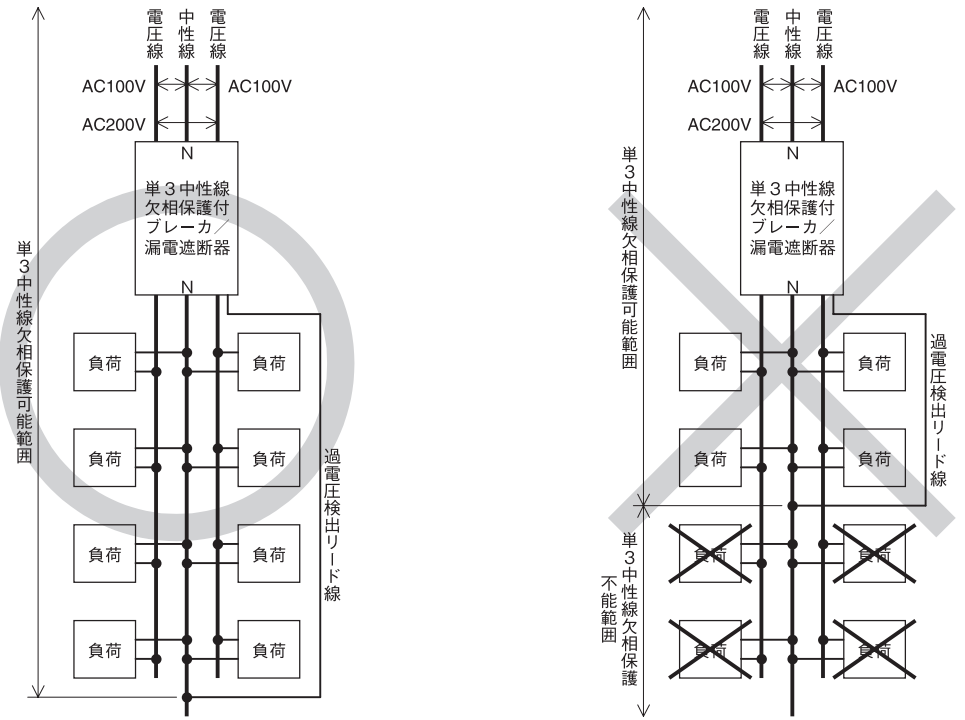 電圧線
中性線
電圧線
AC100V
AC100V
AC200V
N
単3中性線
欠相保護付
ブレーカ／
漏電遮断器
N
単3中性線欠相保護可能範囲
負荷
負荷
負荷
負荷
過電圧検出リード線
負荷
負荷
負荷
負荷
電圧線
中性線
電圧線
AC100V
AC100V
AC200V
N
単3中性線
欠相保護付
ブレーカ／
漏電遮断器
N
単3中性線欠相保護可能範囲
負荷
負荷
過電圧検出リード線
負荷
負荷
単3中性線欠相保護
不能範囲
負荷
負荷
負荷
負荷